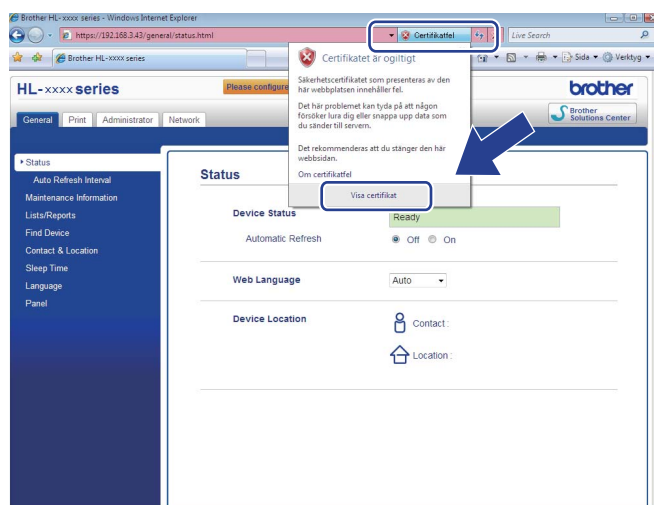 Brother HL- xxxx series - Windows Internet Explorer
https://192.168.3.43/general/status.html
Certifikatfel
Live Search
Brother HL-xxxx series
Sida
Verktyg
HL-xxxx series
Please configure
brother
General Print Administrator Network
Brother
Solutions Center
Certifikatet är ogiltigt
Säkerhetscertifikatet som presenteras av den
här webbplatsen innehåller fel.
Det här problemet kan tyda på att någon
försöker lura dig eller snappa upp data som
du sänder till servern.
Det rekommenderas att du stänger den här
webbsidan.
Om certifikatfel
Visa certifikat
Status
Auto Refresh Interval
Maintenance Information
Lists/Reports
Find Device
Contact & Location
Sleep Time
Language
Panel
Status
Device Status
Ready
Automatic Refresh
Off On
Web Language
Auto
Device Location
Contact :
Location :